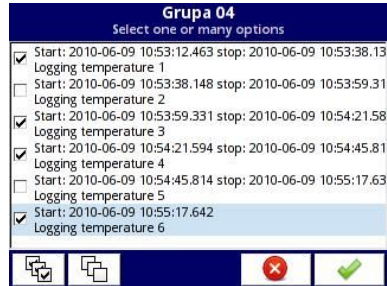 Grupa 04
Select one or many options
Start: 2010-06-09 10:53:12.463 stop: 2010-06-09 10:53:38.13
Logging temperature 1
Start: 2010-06-09 10:53:38.148 stop: 2010-06-09 10:53:59.31
Logging temperature 2
Start: 2010-06-09 10:53:59.331 stop: 2010-06-09 10:54:21.58
Logging temperature 3
Start: 2010-06-09 10:54:21.594 stop: 2010-06-09 10:54:45.81
Logging temperature 4
Start: 2010-06-09 10:54:45.814 stop: 2010-06-09 10:55:17.63
Logging temperature 5
Start: 2010-06-09 10:55:17.642
Logging temperature 6